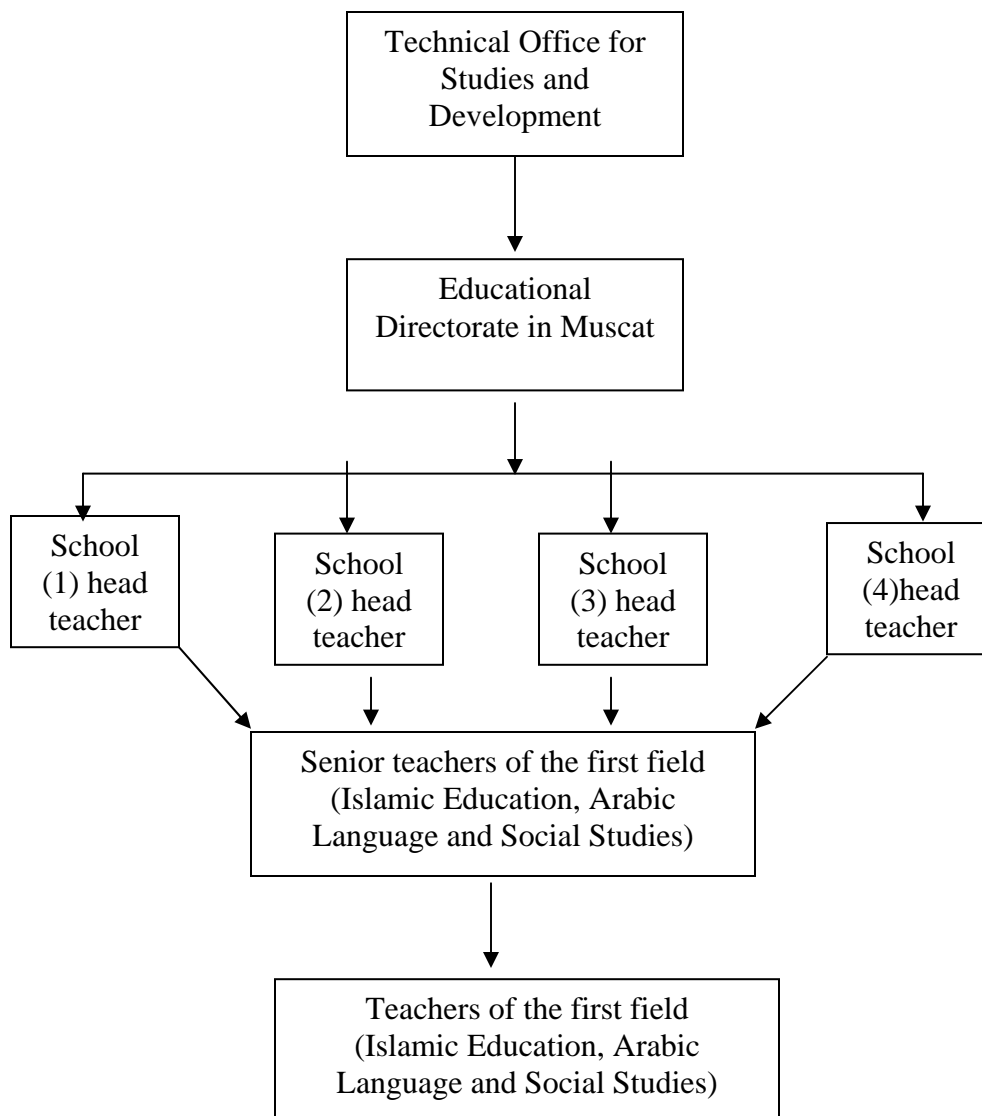 Technical Office for
Studies and
Development
Educational
Directorate in Muscat
School
(1) head
teacher
School
(2) head
teacher
School
(3) head
teacher
School
(4)head
teacher
Senior teachers of the first field
(Islamic Education, Arabic
Language and Social Studies)
Teachers of the first field
(Islamic Education, Arabic
Language and Social Studies)